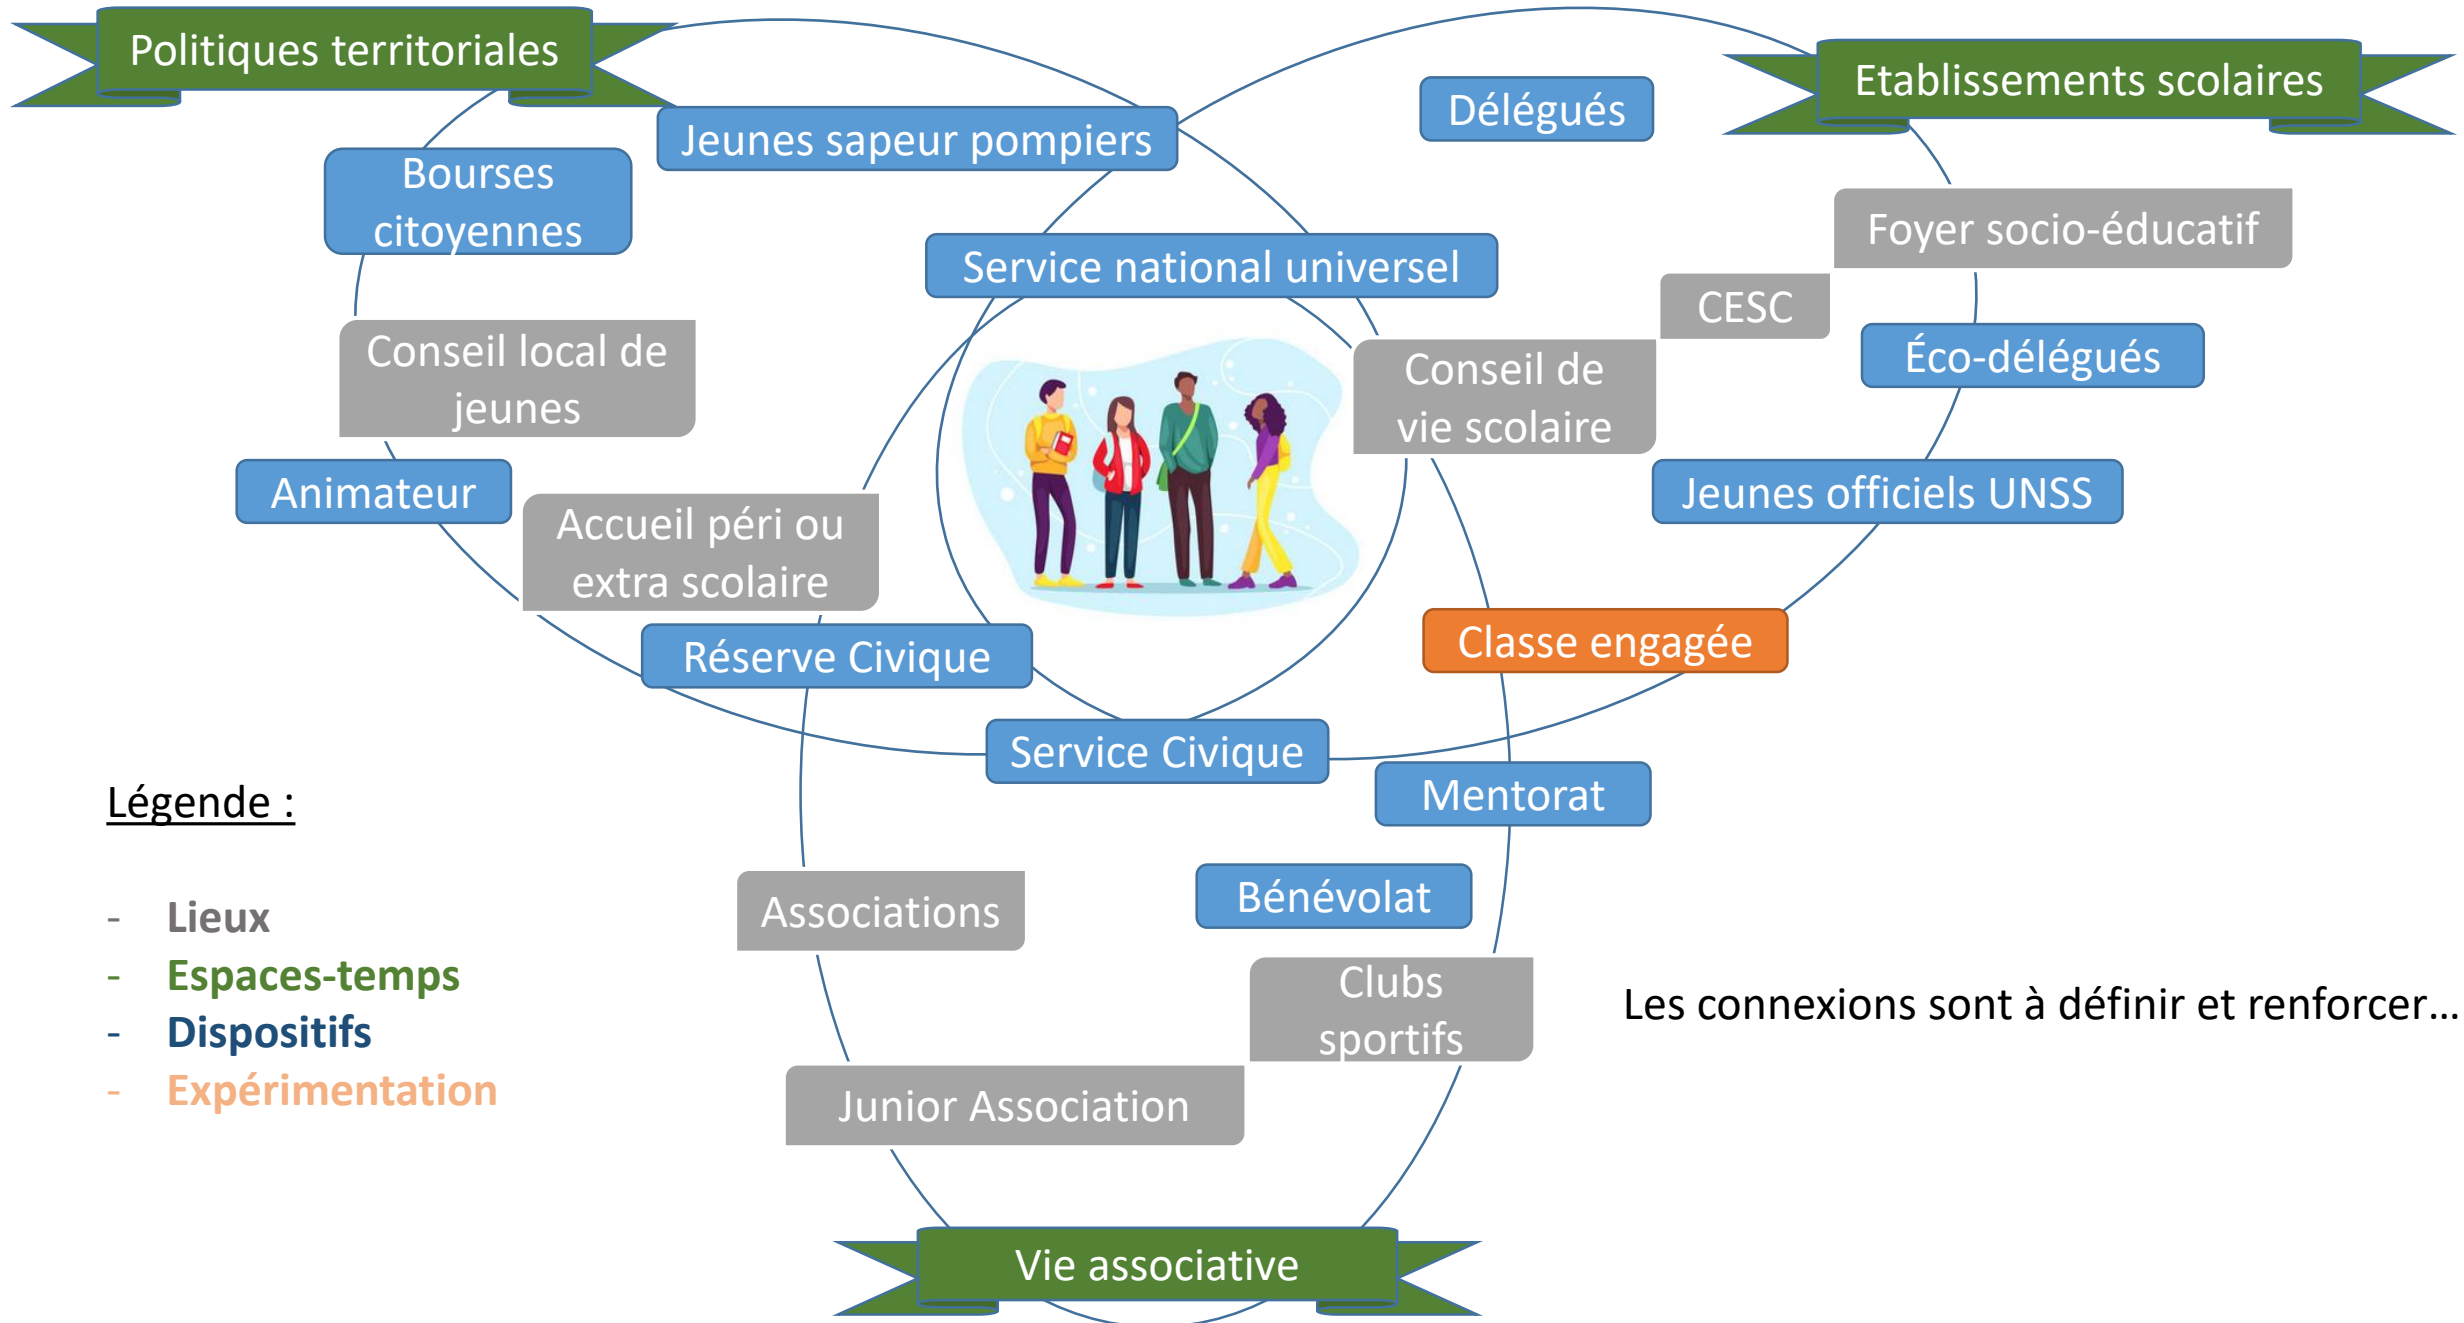 Politiques territoriales
Etablissements scolaires
Délégués
Jeunes sapeur pompiers
Bourses
citoyennes
Foyer socio-éducatif
Service national universel
CESC
Conseil local de
jeunes
Éco-délégués
Conseil de
vie scolaire
Animateur
Jeunes officiels UNSS
Accueil péri ou
extra scolaire
Classe engagée
Réserve Civique
Service Civique
Mentorat
Légende :
Bénévolat
Associations
- Lieux
- Espaces-temps
- Dispositifs
- Expérimentation
Clubs
sportifs
Les connexions sont à définir et renforcer...
Junior Association
Vie associative